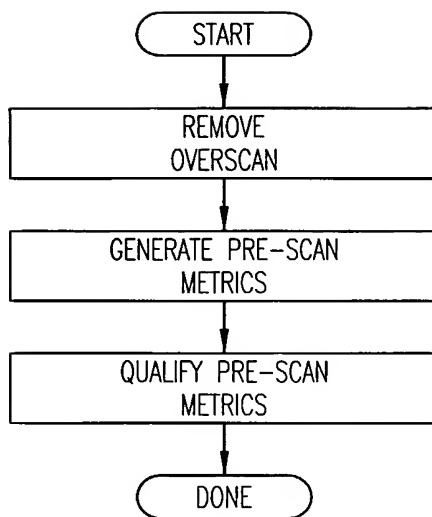 START
REMOVE
OVERSCAN
GENERATE PRE-SCAN
METRICS
QUALIFY PRE-SCAN
METRICS
DONE